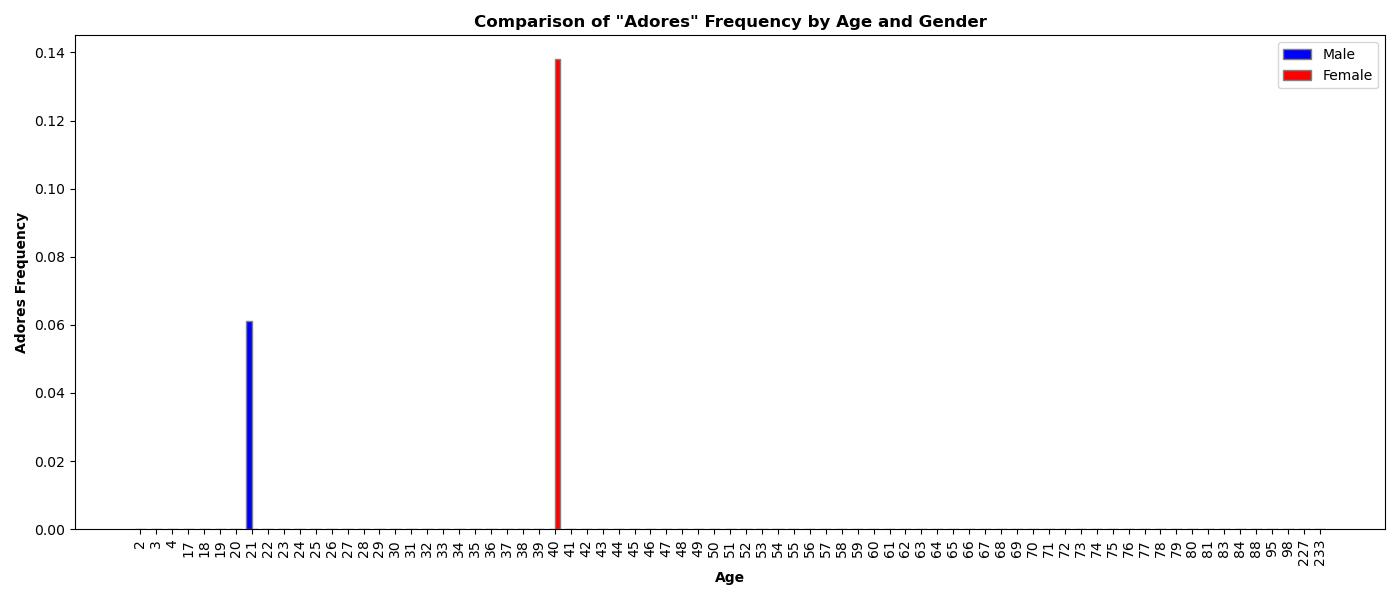 Comparison of "Adores" Frequency by Age and Gender
Male
Female
0.14
0.12
0.10
0.08
0.06
0.04
0.02
0.00
Adores Frequency
2 3 4 17 18 19 20 21 22 23 24 25 26 27 28 29 30 31 32 33 34 35 36 37 38 39 40 41 42 43 44 45 46 47 48 49 50 51 52 53 54 55 56 57 58 59 60 61 62 63 64 65 66 67 68 69 70 71 72 73 74 75 76 77 78 79 80 81 83 84 88 95 98 227 233
Age